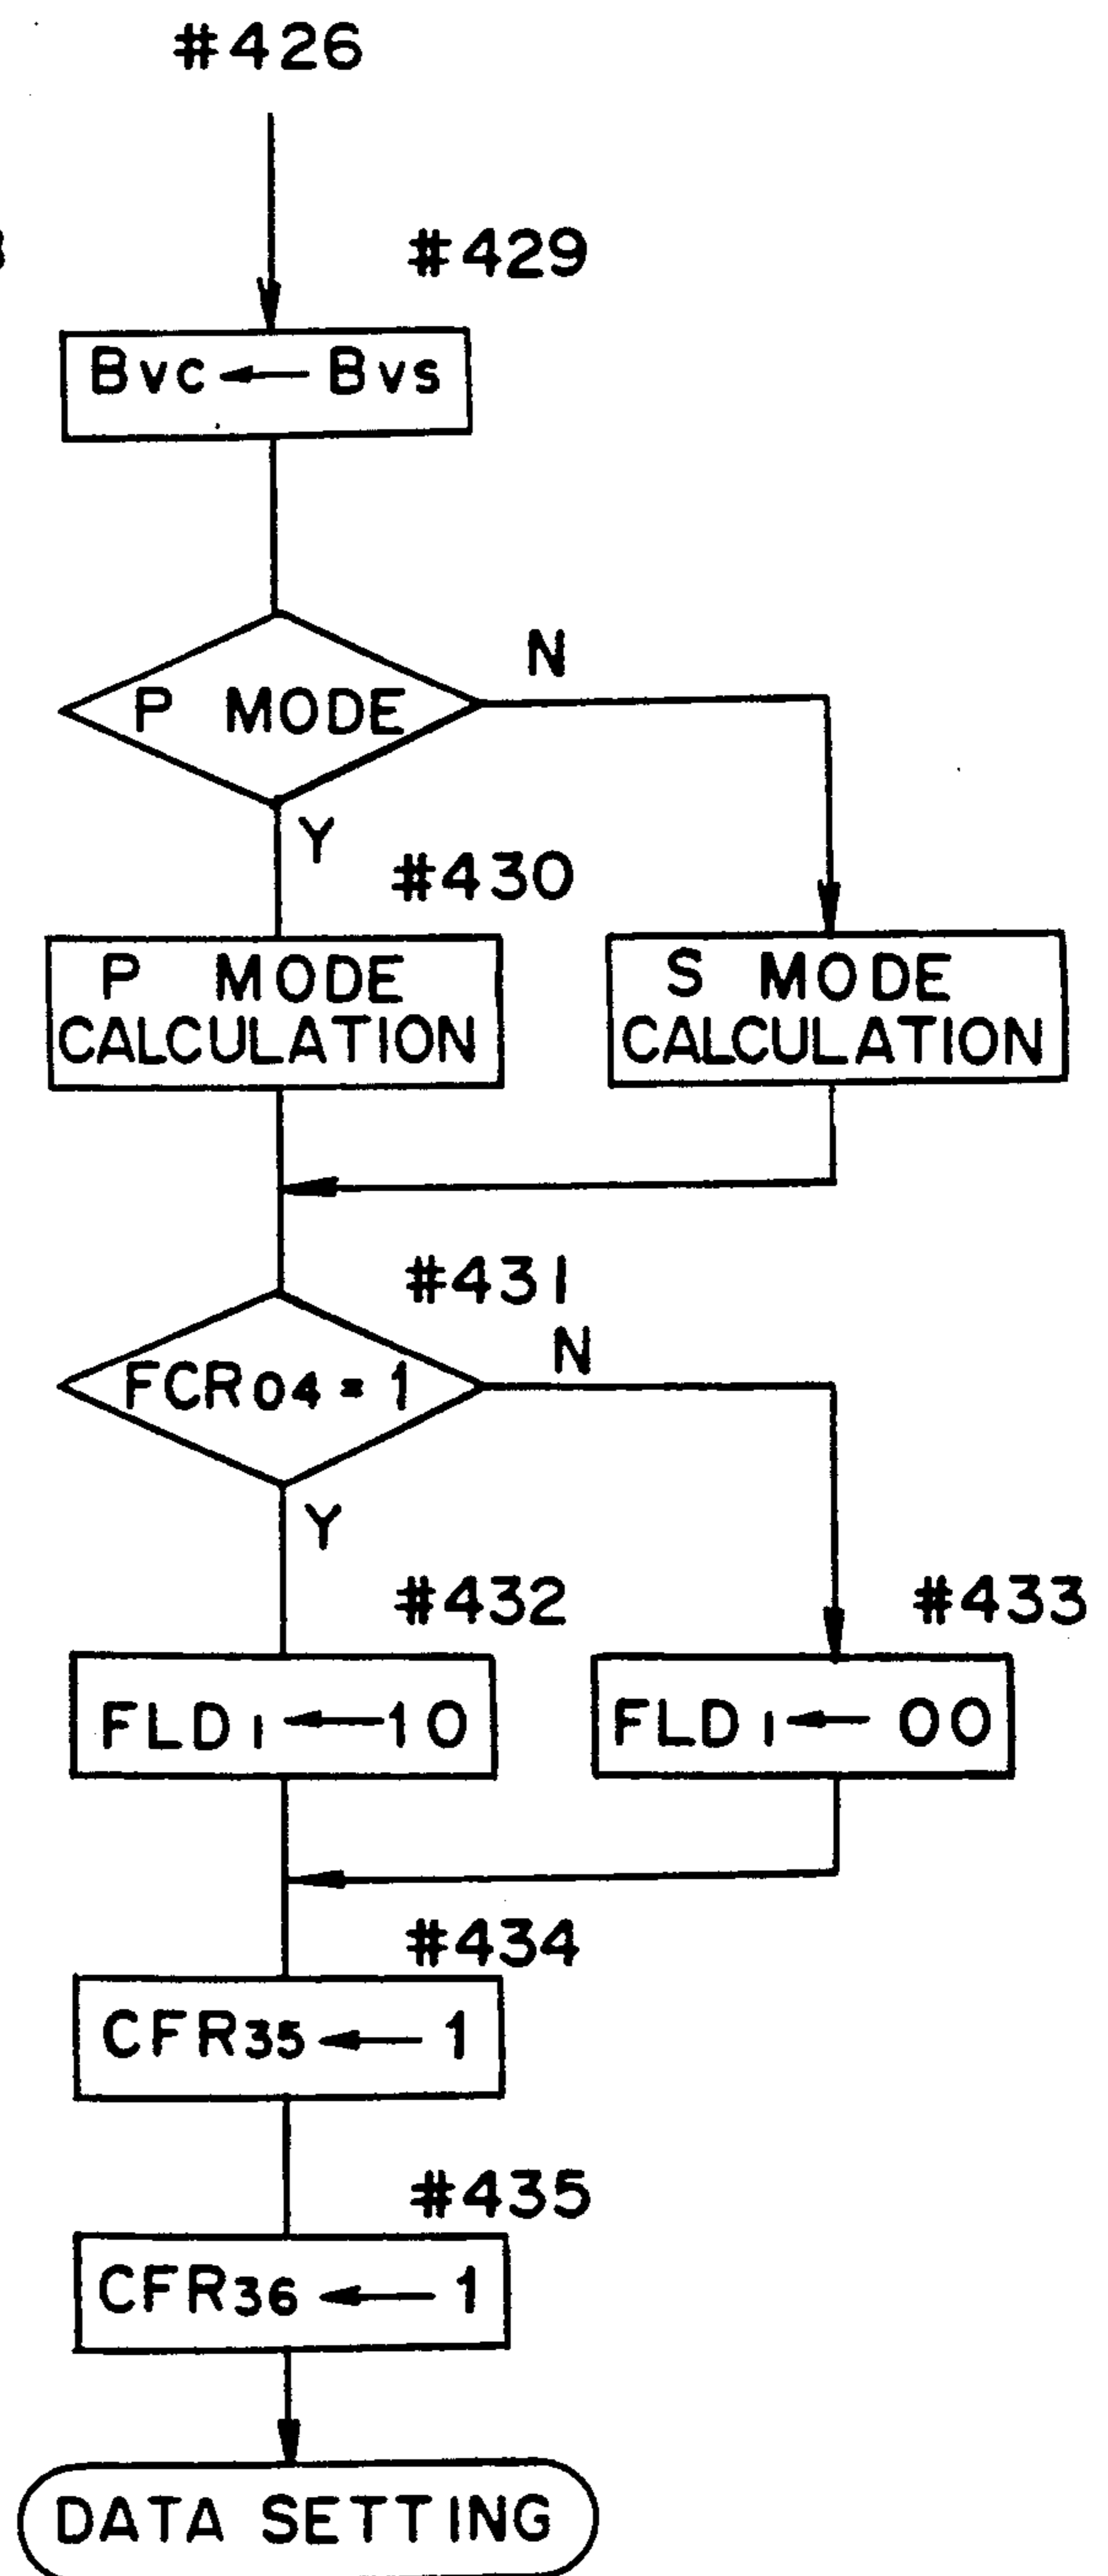 #426
#429
Bvc ← Bvs
P MODE
N
Y
#430
P MODE
CALCULATION
S MODE
CALCULATION
#431
FCR04 = 1
N
Y
#432
#433
FLD1 ← 10
FLD1 ← 00
#434
CFR35 ← 1
#435
CFR36 ← 1
DATA SETTING